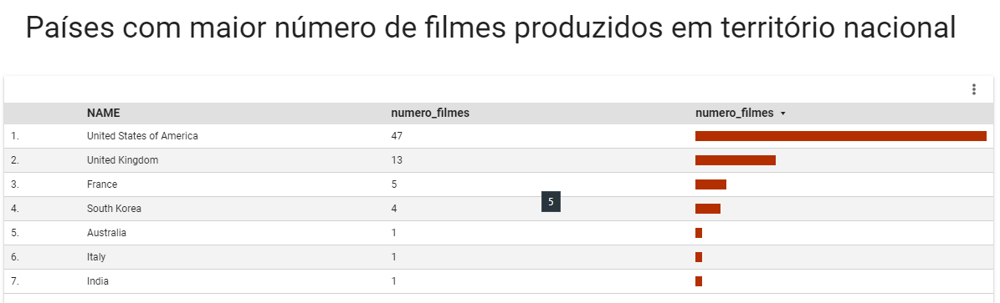 Países com maior número de filmes produzidos em território nacional
NAME numero_filmes numero_filmes
1. United States of America 47
2. United Kingdom 13
3. France 5
5
4. South Korea 4
5. Australia 1
6. Italy 1
7. India 1